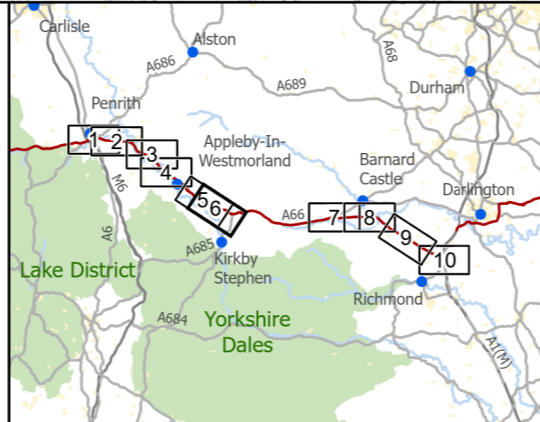 Carlisle
A686
Alston
A68
A689
Durham
Penrith
1
2
3
4
5
6
Appleby-In-
Westmorland
M6
A6
Barnard
Castle
Darlington
A66
7
8
9
10
A685
Kirkby
Stephen
Lake District
Richmond
A684
Yorkshire
Dales
A1(M)